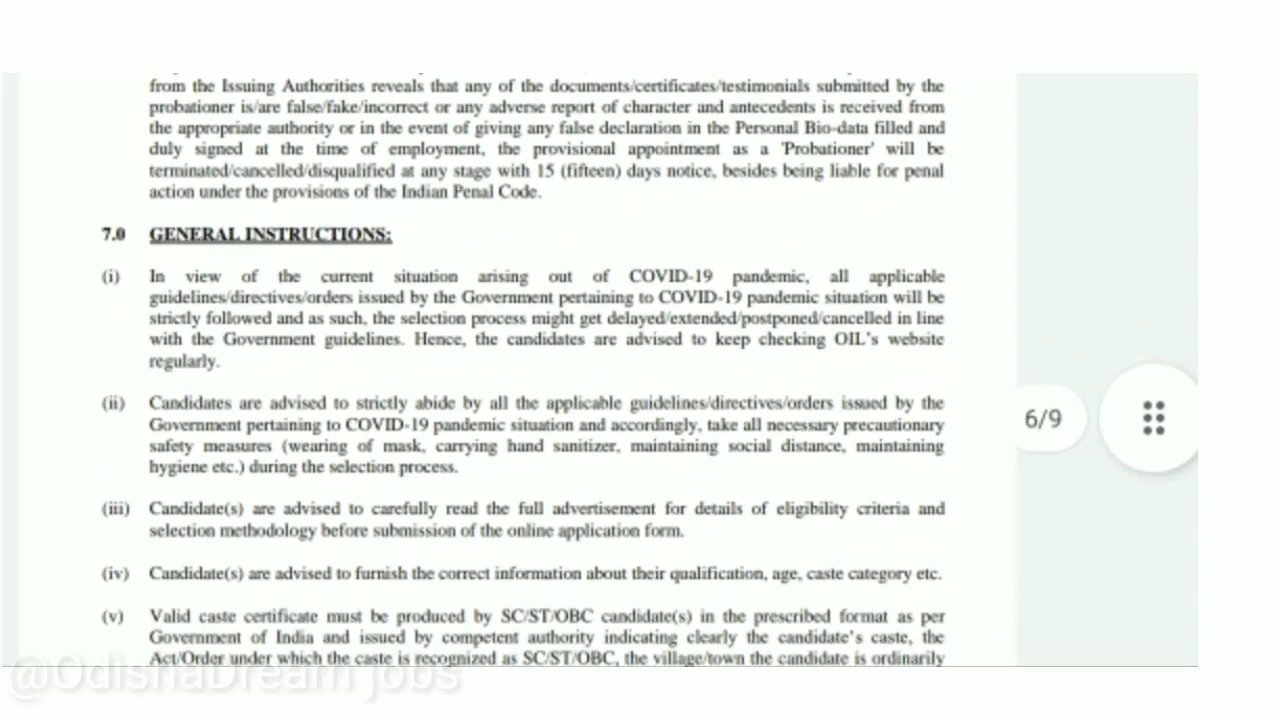 from the Issuing Authorities reveals that any of the documents/certificates/testimonials submitted by the
probationer is/are false/fake/incorrect or any adverse report of character and antecedents is received from
the appropriate authority or in the event of giving any false declaration in the Personal Bio-data filled and
duly signed at the time of employment, the provisional appointment as a 'Probationer' will be
terminated/cancelled/disqualified at any stage with 15 (fifteen) days notice, besides being liable for penal
action under the provisions of the Indian Penal Code.
7.0 GENERAL INSTRUCTIONS:
(i) In view of the current situation arising out of COVID-19 pandemic, all applicable
guidelines/directives/orders issued by the Government pertaining to COVID-19 pandemic situation will be
strictly followed and as such, the selection process might get delayed/extended/postponed/cancelled in line
with the Government guidelines. Hence, the candidates are advised to keep checking OIL's website
regularly.
(ii) Candidates are advised to strictly abide by all the applicable guidelines/directives/orders issued by the
Government pertaining to COVID-19 pandemic situation and accordingly, take all necessary precautionary
safety measures (wearing of mask, carrying hand sanitizer, maintaining social distance, maintaining
hygiene etc.) during the selection process.
6/9
(iii) Candidate(s) are advised to carefully read the full advertisement for details of eligibility criteria and
selection methodology before submission of the online application form.
(iv) Candidate(s) are advised to furnish the correct information about their qualification, age, caste category etc.
(v) Valid caste certificate must be produced by SC/ST/OBC candidate(s) in the prescribed format as per
Government of India and issued by competent authority indicating clearly the candidate's caste, the
Act/Order under which the caste is recognized as SC/ST/OBC, the village/town the candidate is ordinarily
@OdishaDream jobs